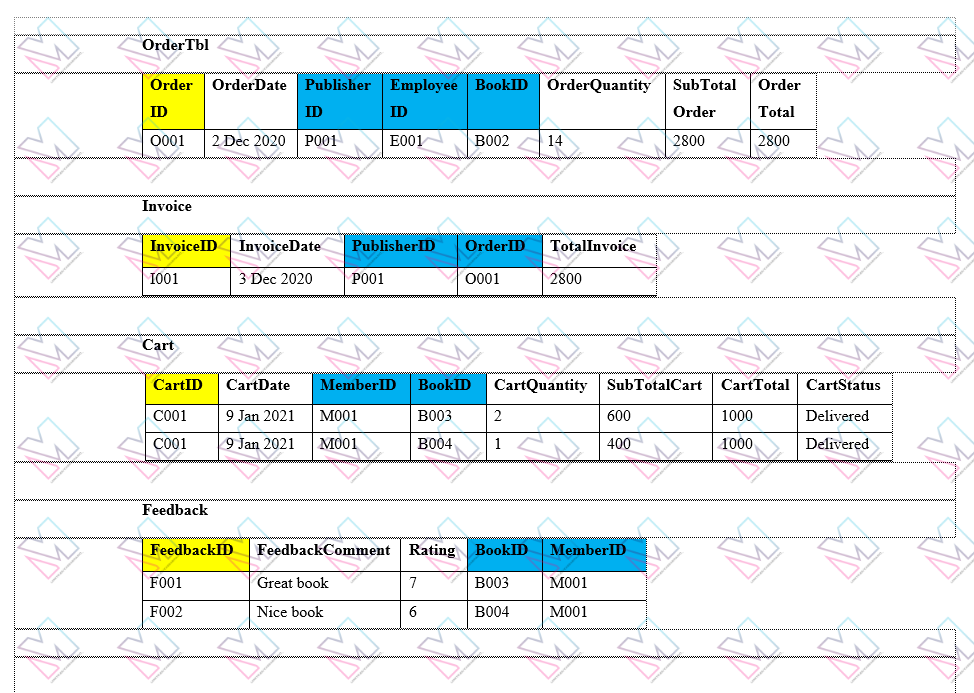 OrderTbl
Order ID OrderDate Publisher ID Employee ID BookID OrderQuantity SubTotal Order Order Total
O001 2 Dec 2020 P001 E001 B002 14 2800 2800
Invoice
InvoiceID InvoiceDate PublisherID OrderID TotalInvoice
I001 3 Dec 2020 P001 O001 2800
Cart
CartID CartDate MemberID BookID CartQuantity SubTotalCart CartTotal CartStatus
C001 9 Jan 2021 M001 B003 2 600 1000 Delivered
C001 9 Jan 2021 M001 B004 1 400 1000 Delivered
Feedback
FeedbackID FeedbackComment Rating BookID MemberID
F001 Great book 7 B003 M001
F002 Nice book 6 B004 M001